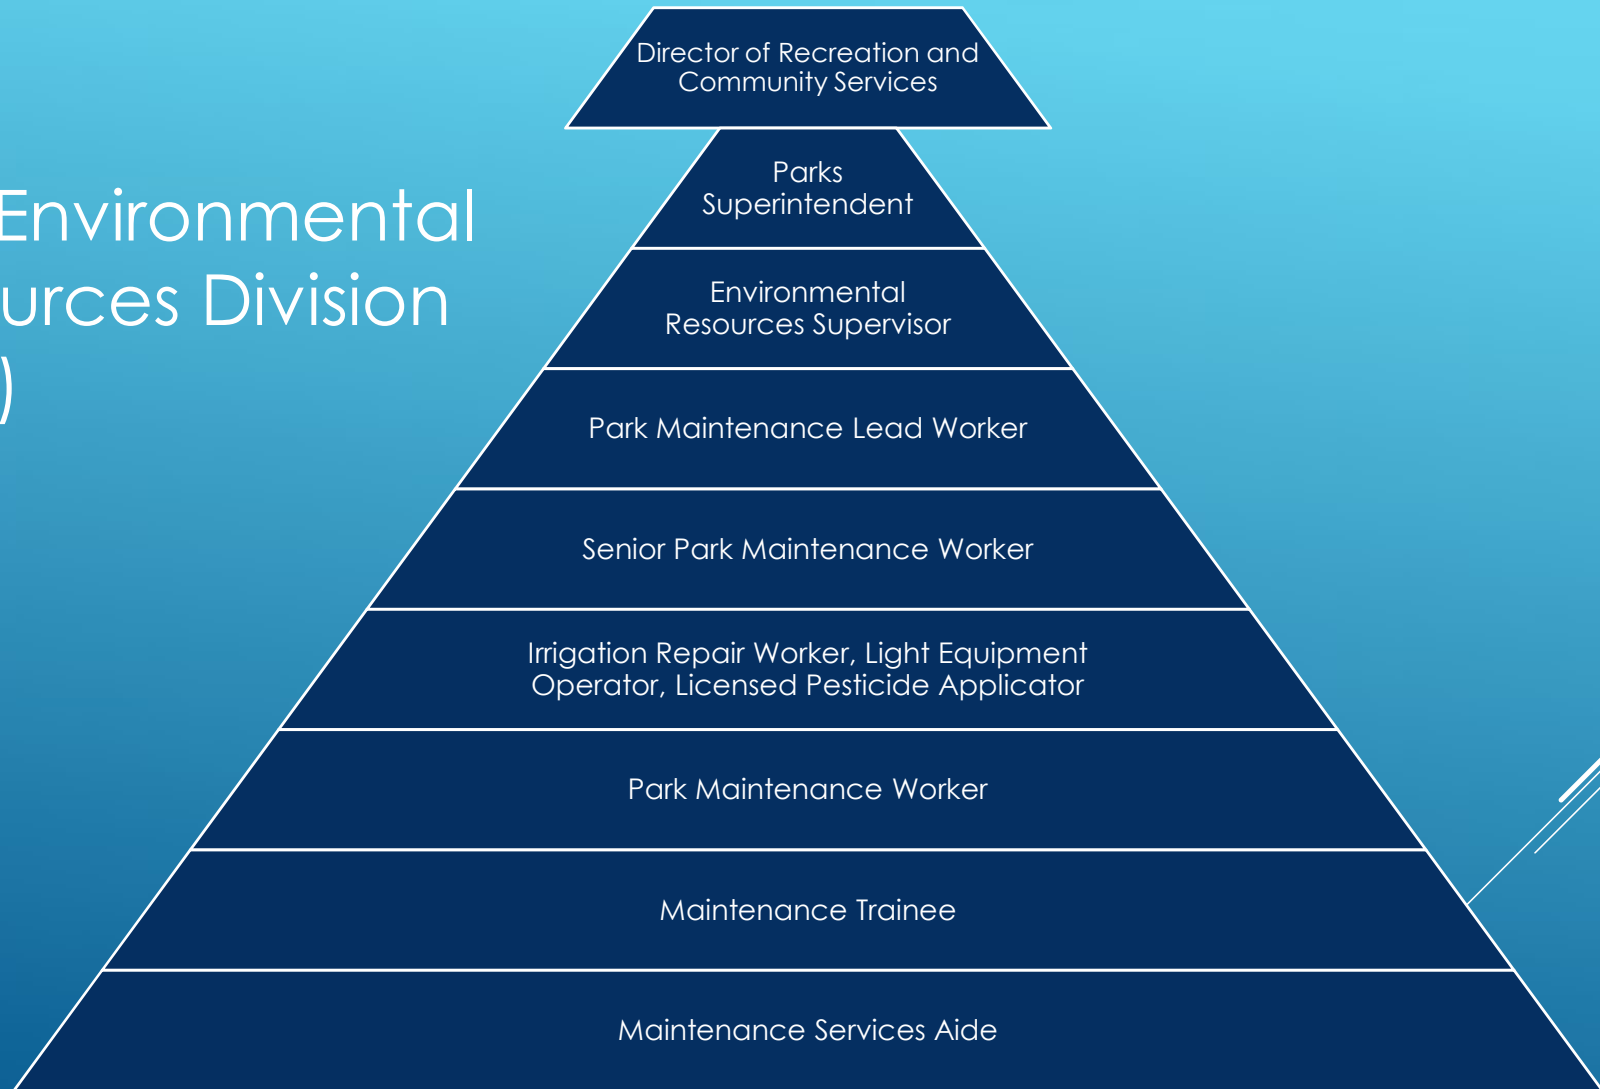 Director of Recreation and
Community Services
Environmental
urces Division
)
Parks
Superintendent
Environmental
Resources Supervisor
Park Maintenance Lead Worker
Senior Park Maintenance Worker
Irrigation Repair Worker, Light Equipment
Operator, Licensed Pesticide Applicator
Park Maintenance Worker
Maintenance Trainee
Maintenance Services Aide